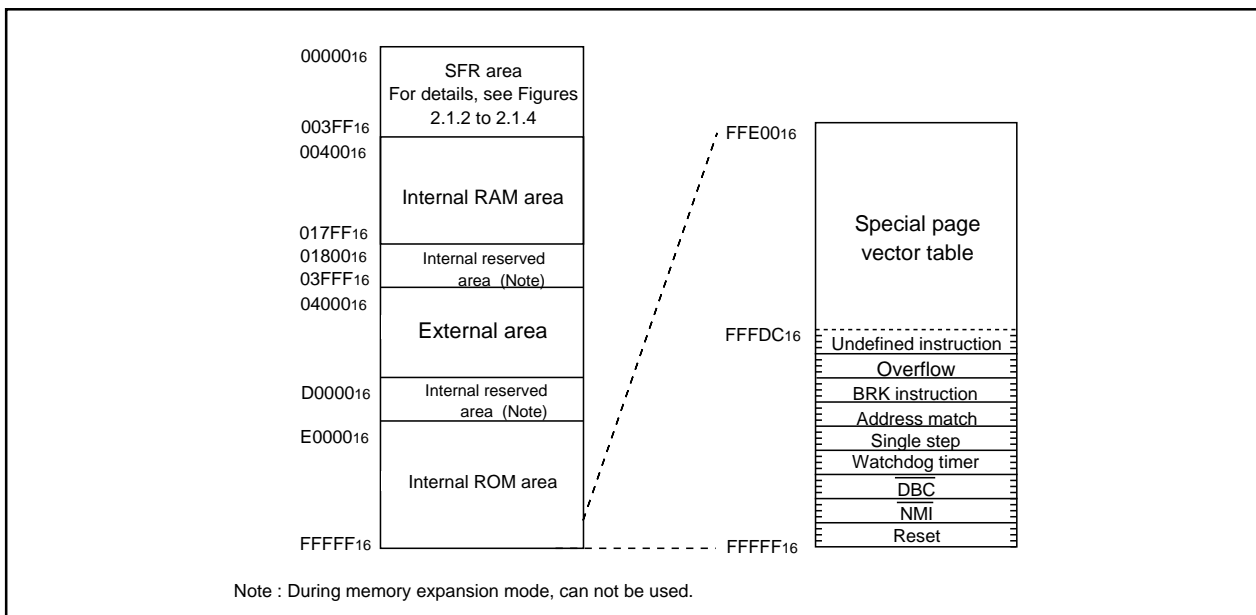 0000016
SFR area
For details, see Figures
2.1.2 to 2.1.4
003FF16
0040016
Internal RAM area
017FF16
0180016
Internal reserved
area (Note)
03FFF16
0400016
External area
D000016
Internal reserved
area (Note)
E000016
Internal ROM area
FFFFF16
FFE0016
Special page
vector table
FFFDC16
Undefined instruction
Overflow
BRK instruction
Address match
Single step
Watchdog timer
DBC
NMI
Reset
FFFFF16
Note : During memory expansion mode, can not be used.